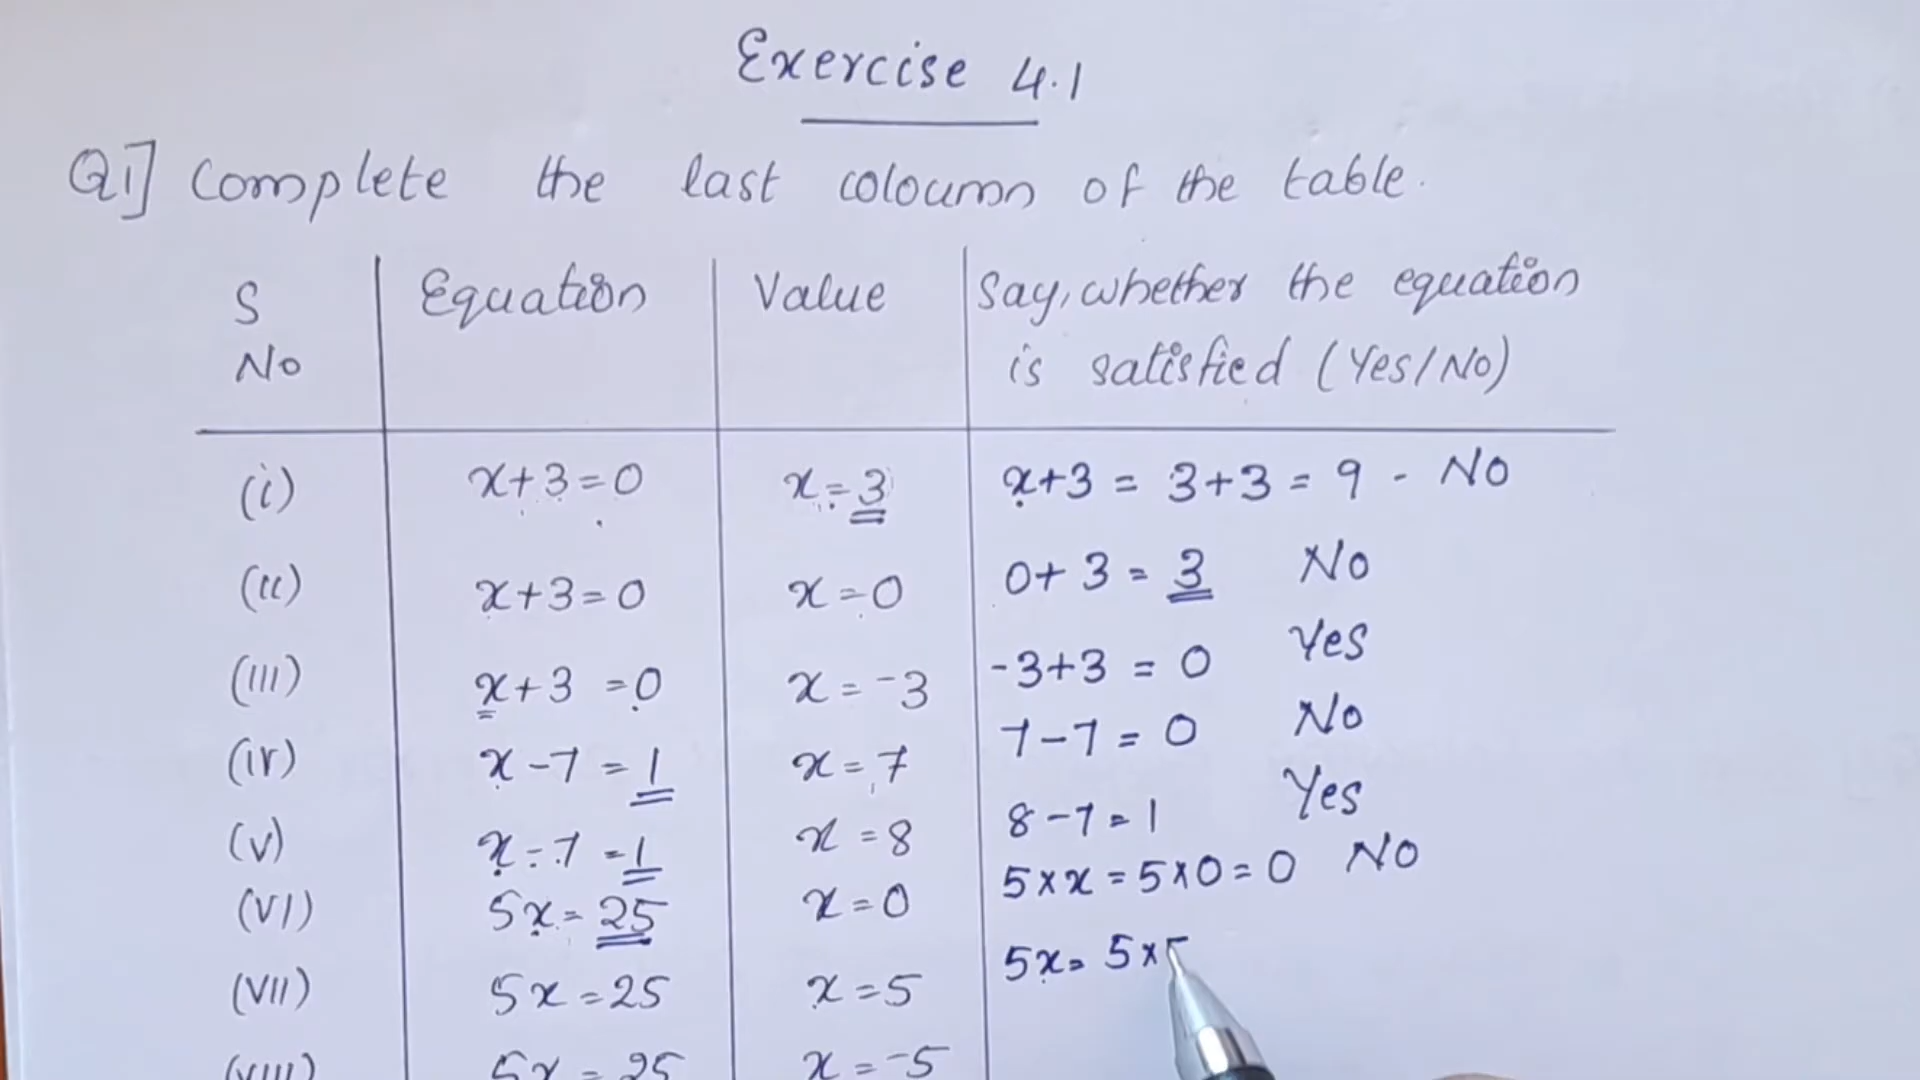 Exercise 4.1
Q1] Complete the last coloumn of the table.
S No | Equation | Value | Say, whether the equation is satisfied (Yes/No)
(i) x+3=0 x=3 x+3 = 3+3 = 9 - No
(ii) x+3=0 x=0 0+3=3 No
(iii) x+3=0 x=-3 -3+3=0 Yes
(iv) x-7=1 x=7 7-7=0 No
(v) x-7=1 x=8 8-7=1 Yes
(VI) 5x=25 x=0 5×x=5×0=0 No
(VII) 5x=25 x=5 5x=5×5
(VIII) 5x=25 x=-5